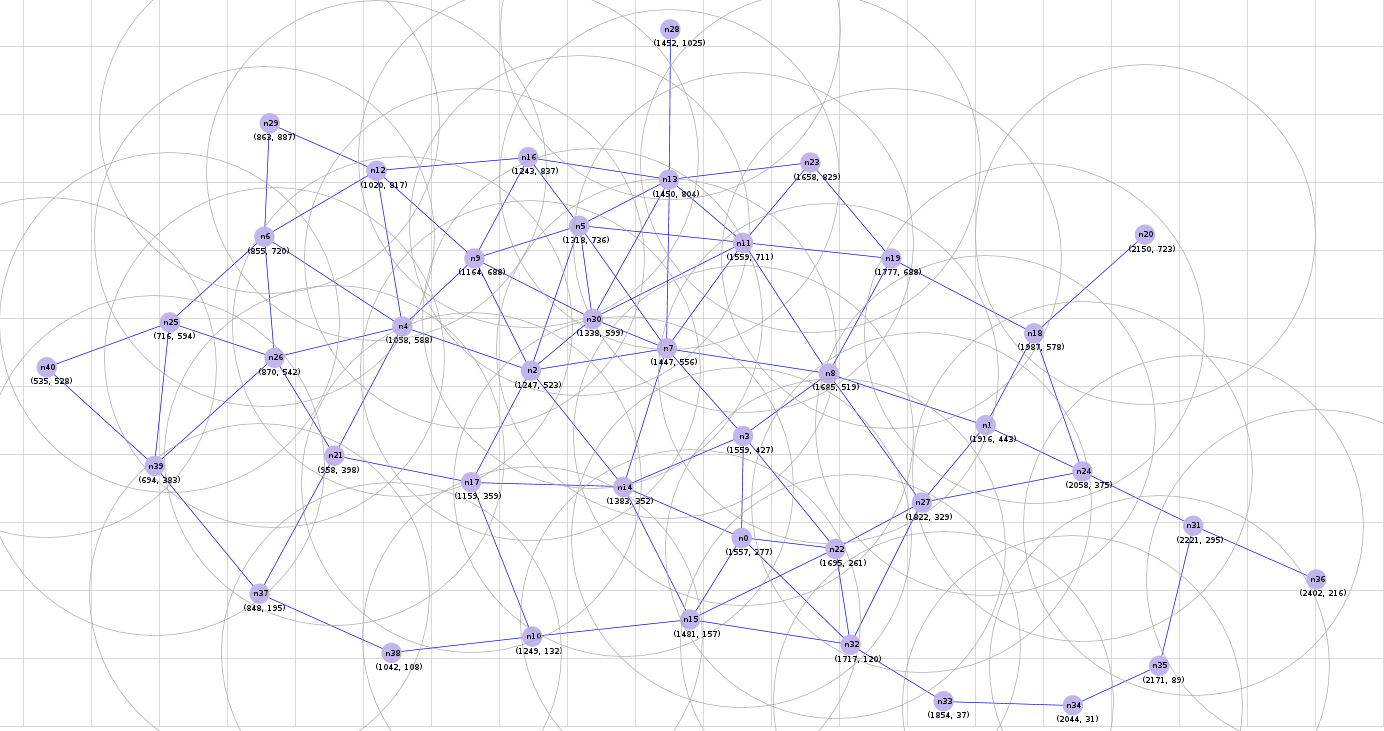 n28
(1452, 1025)
n29
(863, 887)
n16
(1243, 837)
n23
(1658, 829)
n12
(1020, 817)
n13
(1450, 804)
n5
(1318, 736)
n20
(2150, 723)
n6
(855, 720)
n11
(1559, 711)
n9
(1164, 688)
n19
(1777, 688)
n30
(1338, 599)
n25
(716, 594)
n4
(1058, 588)
n18
(1987, 578)
n7
(1447, 556)
n26
(870, 542)
n40
(535, 528)
n2
(1247, 523)
n8
(1685, 519)
n1
(1916, 443)
n3
(1559, 427)
n21
(958, 398)
n39
(694, 383)
n24
(2058, 375)
n17
(1159, 359)
n14
(1383, 352)
n27
(1822, 329)
n31
(2221, 295)
n0
(1557, 277)
n22
(1695, 261)
n36
(2402, 216)
n37
(848, 195)
n15
(1481, 157)
n10
(1249, 132)
n32
(1717, 120)
n38
(1042, 108)
n35
(2171, 89)
n33
(1854, 37)
n34
(2044, 31)